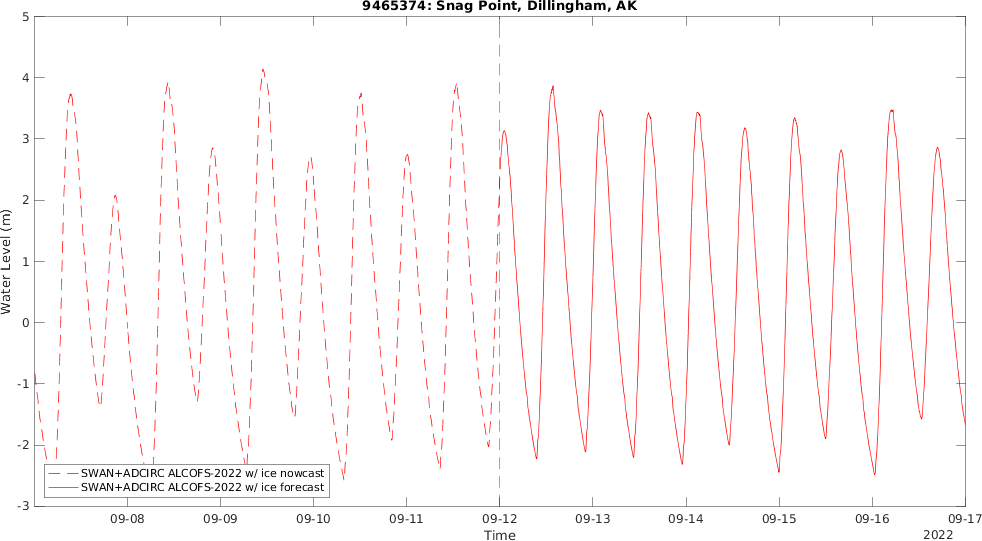 9465374: Snag Point, Dillingham, AK
Water Level (m)
5
4
3
2
1
0
-1
-2
-3
SWAN+ADCIRC ALCOFS-2022 w/ ice nowcast
SWAN+ADCIRC ALCOFS-2022 w/ ice forecast
09-08 09-09 09-10 09-11 09-12 09-13 09-14 09-15 09-16 09-17
Time
2022